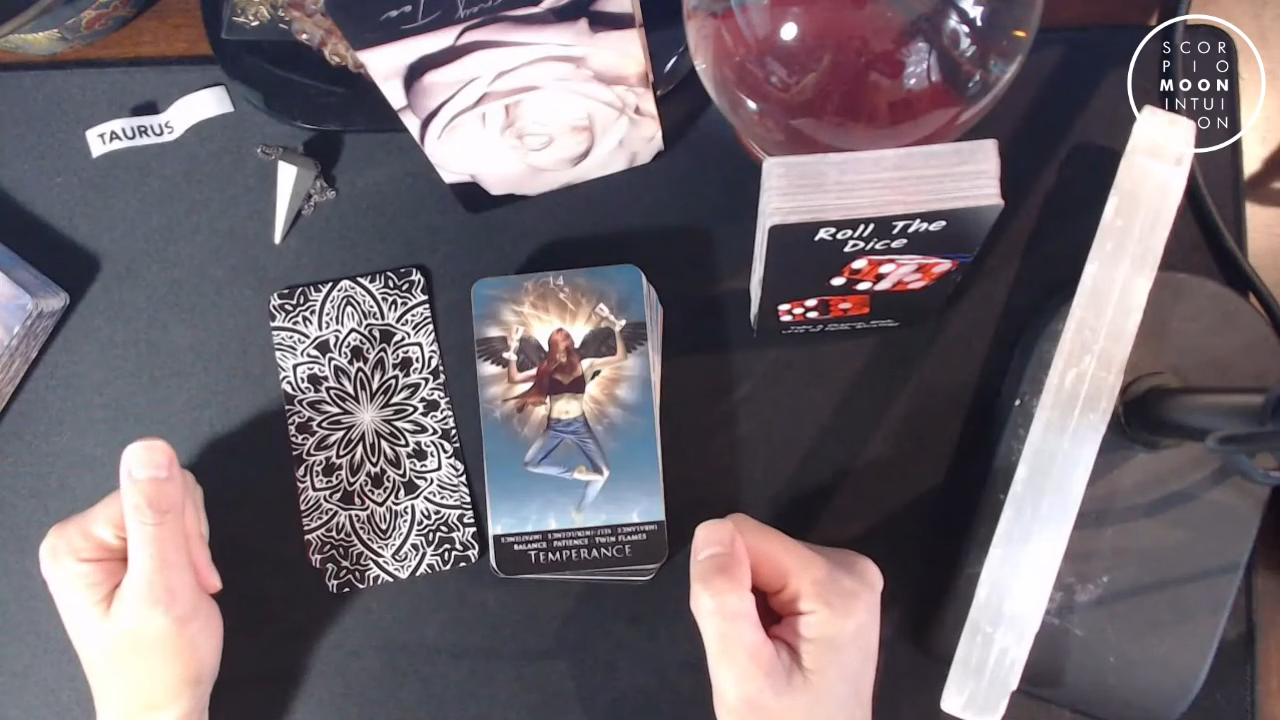 TAURUS
SCOR
PIO
MOON
INTUI
TION
Roll The
Dice
14
IMBALANCE · SELF-INDULGENCE · IMPATIENCE
BALANCE · PATIENCE · TWIN FLAMES
TEMPERANCE